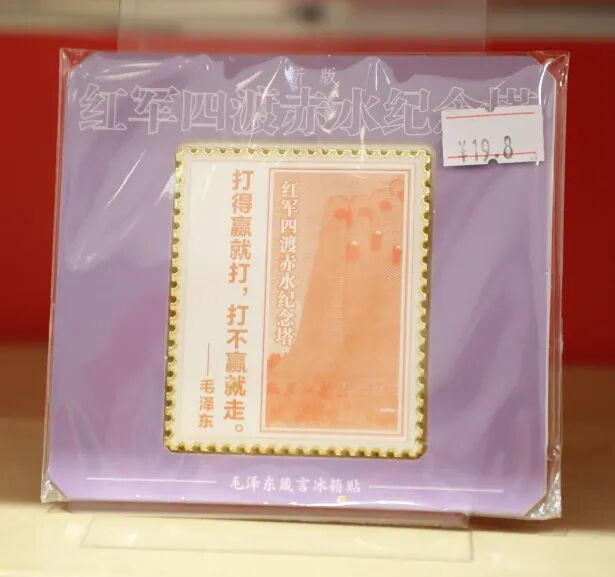 新版
红军四渡赤水纪念塔
¥19.8
打得赢就打，打不赢就走。
——毛泽东
红军四渡赤水纪念塔
毛泽东箴言冰箱贴